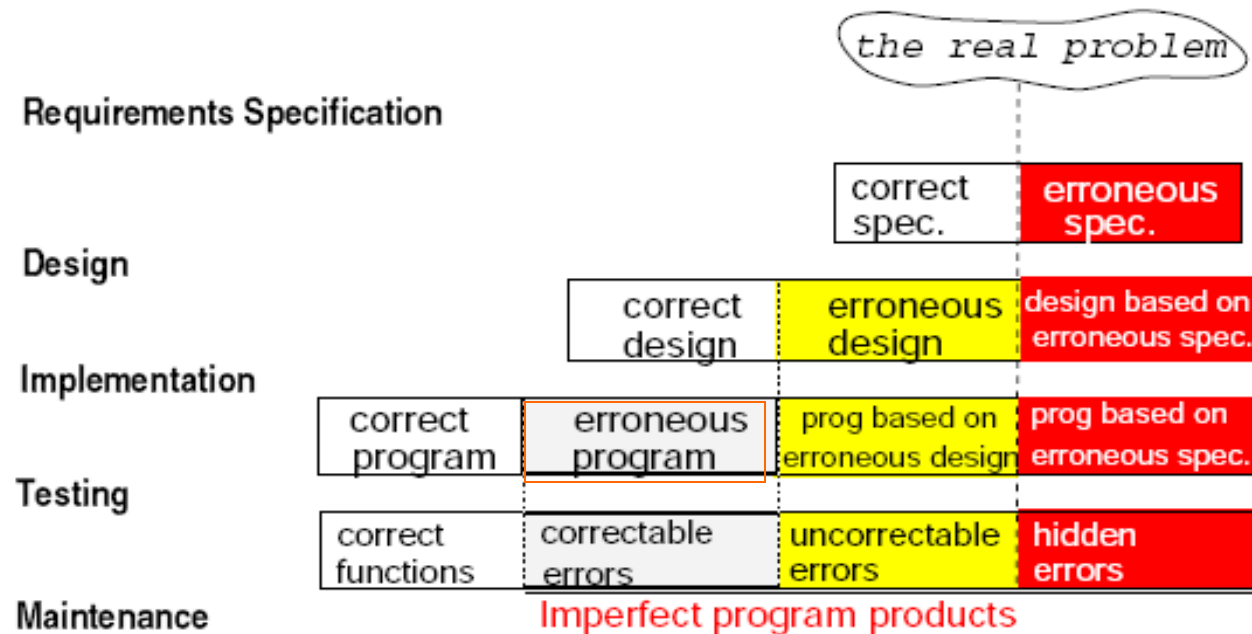 the real problem
Requirements Specification
correct
spec.
erroneous
spec.
Design
correct
design
erroneous
design
design based on
erroneous spec.
Implementation
correct
program
erroneous
program
prog based on
erroneous design
prog based on
erroneous spec.
Testing
correct
functions
correctable
errors
uncorrectable
errors
hidden
errors
Maintenance
Imperfect program products